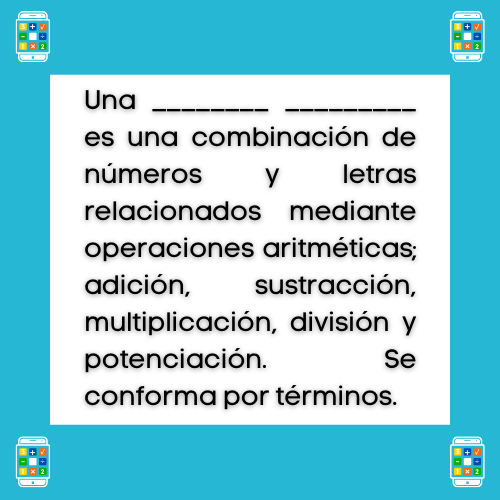 Una ________ _________
es una combinación de
números y letras
relacionados mediante
operaciones aritméticas;
adición, sustracción,
multiplicación, división y
potenciación. Se
conforma por términos.